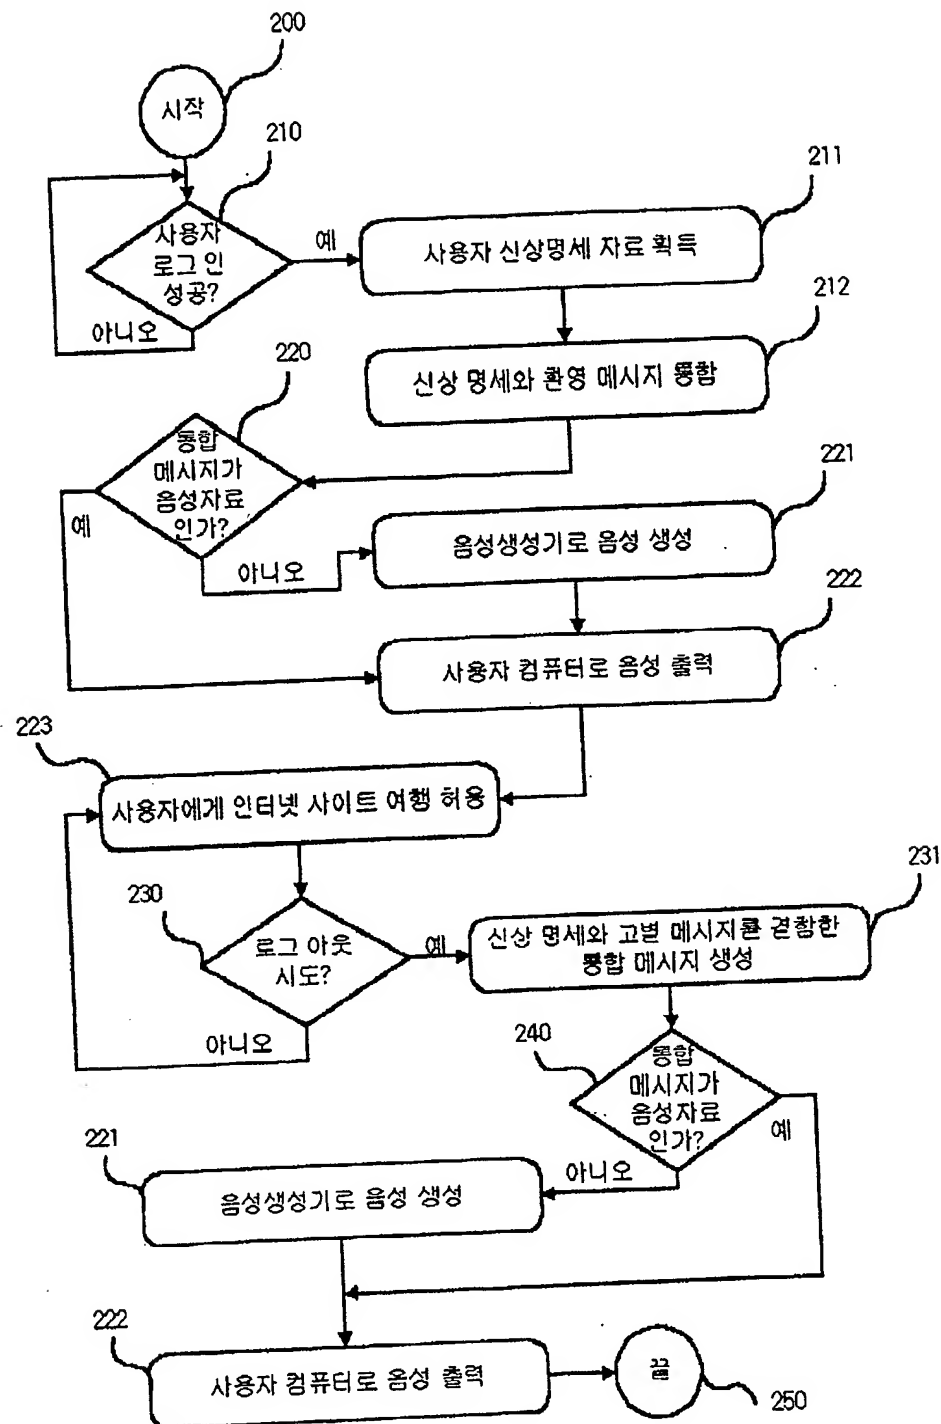 200
시작
210
사용자
로그 인
성공?
예
아니오
211
사용자 신상명세 자료 획득
212
신상 명세와 환영 메시지 통합
220
통합
메시지가
음성자료
인가?
예
아니오
221
음성생성기로 음성 생성
222
사용자 컴퓨터로 음성 출력
223
사용자에게 인터넷 사이트 여행 허용
230
로그 아웃
시도?
예
아니오
231
신상 명세와 고별 메시지를 결합한
통합 메시지 생성
240
통합
메시지가
음성자료
인가?
예
아니오
221
음성생성기로 음성 생성
222
사용자 컴퓨터로 음성 출력
끝
250